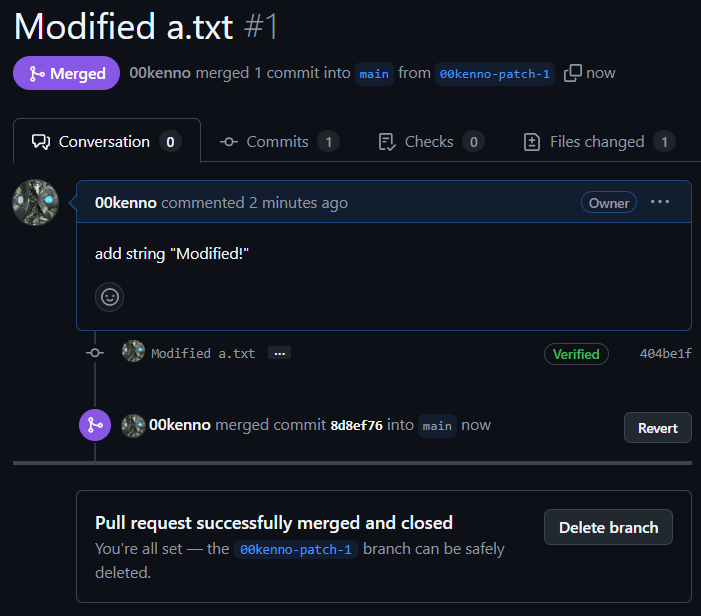 Modified a.txt #1
Merged 00kenno merged 1 commit into main from 00kenno-patch-1 now
Conversation 0 Commits 1 Checks 0 Files changed 1
00kenno commented 2 minutes ago Owner ...
add string "Modified!"
Modified a.txt ... Verified 404be1f
00kenno merged commit 8d8ef76 into main now Revert
Pull request successfully merged and closed Delete branch
You're all set — the 00kenno-patch-1 branch can be safely
deleted.